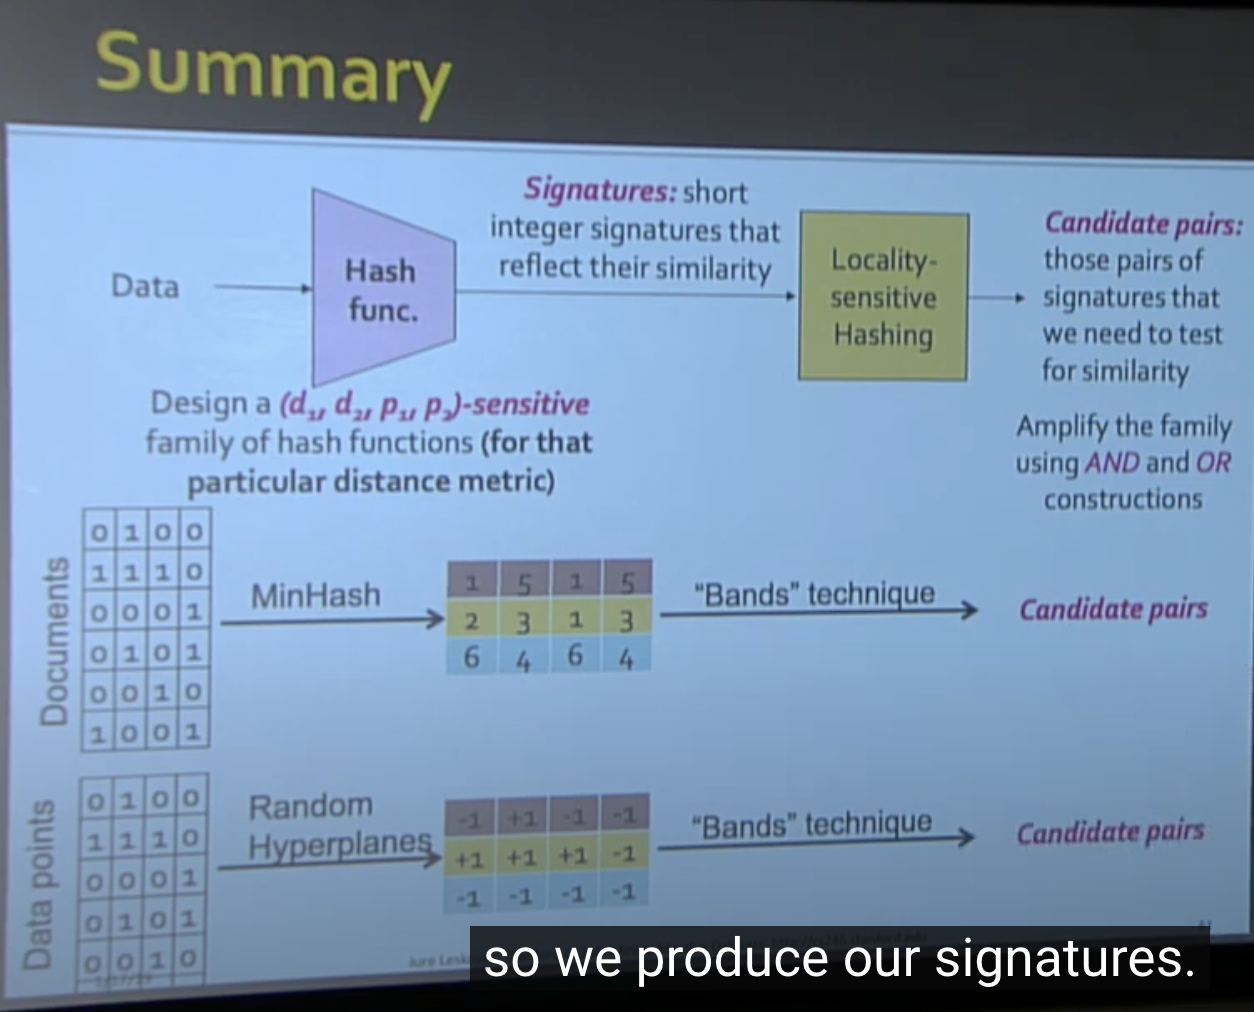 Summary
Signatures: short
integer signatures that
reflect their similarity
Data
Hash
func.
Locality-
sensitive
Hashing
Candidate pairs:
those pairs of
signatures that
we need to test
for similarity
Design a (d₁, d₂, p₁, p₂)-sensitive
family of hash functions (for that
particular distance metric)
Amplify the family
using AND and OR
constructions
Documents
0 1 0 0
1 1 1 0
0 0 0 1
0 1 0 1
0 0 1 0
1 0 0 1
MinHash
1 5 1 5
2 3 1 3
6 4 6 4
“Bands” technique
Candidate pairs
Data points
0 1 0 0
1 1 1 0
0 0 0 1
0 1 0 1
0 0 1 0
Random
Hyperplanes
-1 +1 -1 -1
+1 +1 +1 -1
-1 -1 -1 -1
“Bands” technique
Candidate pairs
Jure
so we produce our signatures.